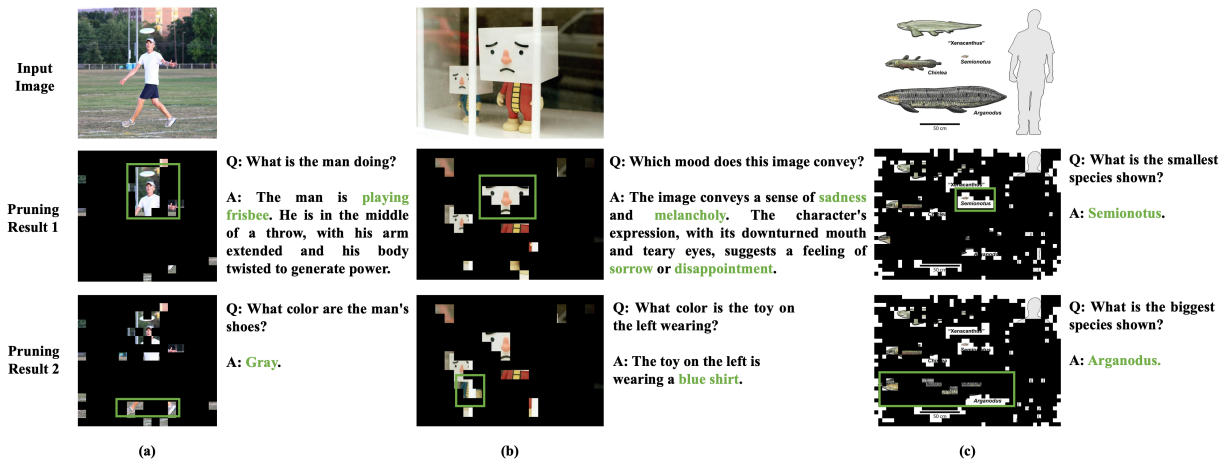 Input
Image
"Xenacanthus"
Semionotus
Chinlea
Arganodus
50 cm
Pruning
Result 1
Q: What is the man doing?
A: The man is playing
frisbee. He is in the middle
of a throw, with his arm
extended and his body
twisted to generate power.
Q: Which mood does this image convey?
A: The image conveys a sense of sadness
and melancholy. The character's
expression, with its downturned mouth
and teary eyes, suggests a feeling of
sorrow or disappointment.
Semionotus
50 cm
Q: What is the smallest
species shown?
A: Semionotus.
Pruning
Result 2
Q: What color are the man's
shoes?
A: Gray.
Q: What color is the toy on
the left wearing?
A: The toy on the left is
wearing a blue shirt.
"Xenacanthus"
Arganodus
50 cm
Q: What is the biggest
species shown?
A: Arganodus.
(a)
(b)
(c)